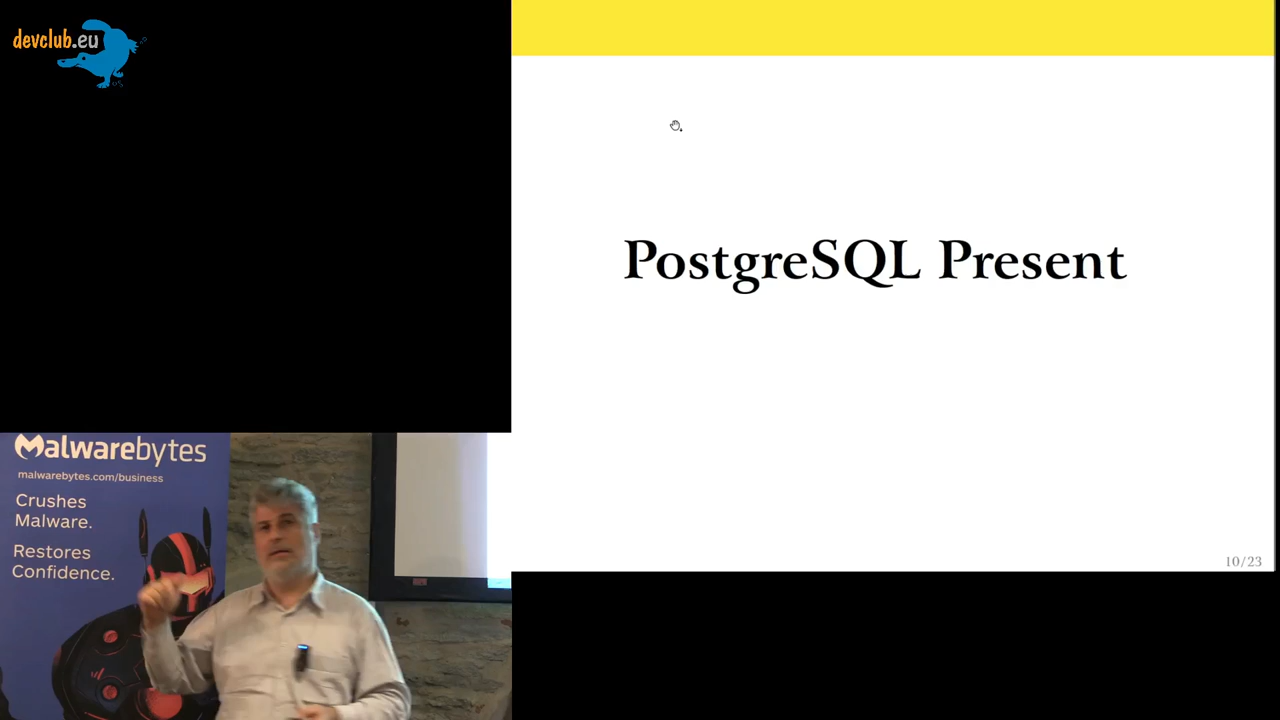 devclub.eu
PostgreSQL Present
10/23
Malwarebytes
malwarebytes.com/business
Crushes
Malware.
Restores
Confidence.